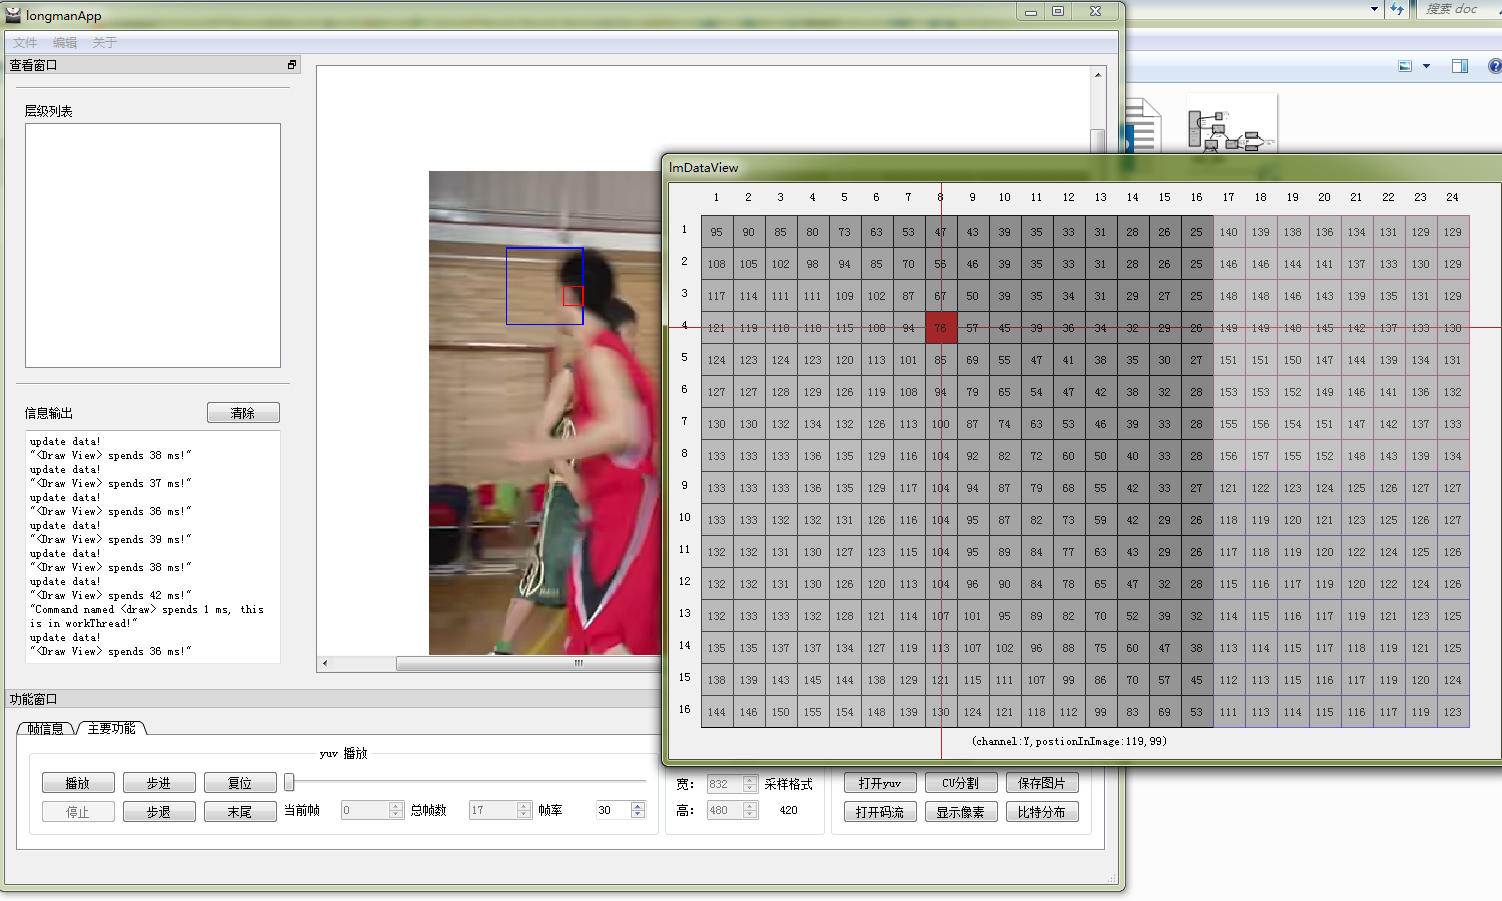 longmanApp
搜索 doc
文件 编辑 关于
查看窗口
层级列表
信息输出 清除
update data!
"<Draw View> spends 38 ms!"
update data!
"<Draw View> spends 37 ms!"
update data!
"<Draw View> spends 36 ms!"
update data!
"<Draw View> spends 39 ms!"
update data!
"<Draw View> spends 38 ms!"
update data!
"<Draw View> spends 42 ms!"
"Command named <draw> spends 1 ms, this
is in workThread!"
update data!
"<Draw View> spends 36 ms!"
ImDataView
1 2 3 4 5 6 7 8 9 10 11 12 13 14 15 16 17 18 19 20 21 22 23 24
1 95 90 85 80 73 63 53 47 43 39 35 33 31 28 26 25 140 139 138 136 134 131 129 129
2 108 105 102 98 94 85 70 56 46 39 35 33 31 28 26 25 146 146 144 141 137 133 130 129
3 117 114 111 111 109 102 87 67 50 39 35 34 31 29 27 25 148 148 146 143 139 135 131 129
4 121 119 118 118 115 108 94 76 57 45 39 36 34 32 29 26 149 149 148 145 142 137 133 130
5 124 123 124 123 120 113 101 85 69 55 47 41 38 35 30 27 151 151 150 147 144 139 134 131
6 127 127 128 129 126 119 108 94 79 65 54 47 42 38 32 28 153 153 152 149 146 141 136 132
7 130 130 132 134 132 126 113 100 87 74 63 53 46 39 33 28 155 156 154 151 147 142 137 133
8 133 133 133 136 135 129 116 104 92 82 72 60 50 40 33 28 156 157 155 152 148 143 139 134
9 133 133 133 136 135 129 117 104 94 87 79 68 55 42 33 27 121 122 123 124 125 126 127 127
10 133 133 132 132 131 126 116 104 95 87 82 73 59 42 29 26 118 119 120 121 123 125 126 127
11 132 132 131 130 127 123 115 104 95 89 84 77 63 43 29 26 117 118 119 120 122 124 125 126
12 132 132 131 130 126 120 113 104 96 90 84 78 65 47 32 28 115 116 117 119 120 122 124 126
13 133 133 133 132 128 121 114 107 101 95 89 82 70 52 39 32 114 115 116 117 119 121 123 125
14 135 135 137 137 134 127 119 113 107 102 96 88 75 60 47 38 113 114 115 117 118 119 121 125
15 138 139 143 145 144 138 129 121 115 111 107 99 86 70 57 45 112 113 115 116 117 119 120 124
16 144 146 150 155 154 148 139 130 124 121 118 112 99 83 69 53 111 113 114 115 116 117 119 123
(channel:Y,postionInImage:119,99)
功能窗口
帧信息 主要功能
yuv 播放
播放 步进 复位
停止 步退 末尾 当前帧 0 总帧数 17 帧率 30
宽: 832 采样格式
高: 480 420
打开yuv CU分割 保存图片
打开码流 显示像素 比特分布